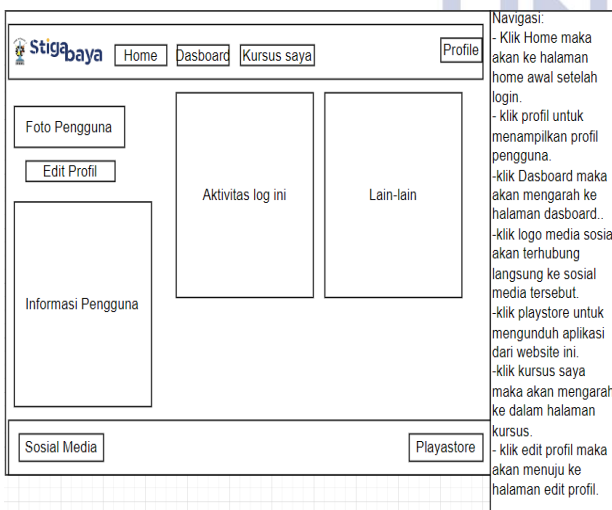 Stigabaya
Home
Dasboard
Kursus saya
Profile
Foto Pengguna
Edit Profil
Informasi Pengguna
Aktivitas log ini
Lain-lain
Sosial Media
Playastore
Navigasi:
- Klik Home maka
akan ke halaman
home awal setelah
login.
- klik profil untuk
menampilkan profil
pengguna.
-klik Dasboard maka
akan mengarah ke
halaman dasboard..
-klik logo media sosia
akan terhubung
langsung ke sosial
media tersebut.
-klik playstore untuk
mengunduh aplikasi
dari website ini.
-klik kursus saya
maka akan mengarah
ke dalam halaman
kursus.
- klik edit profil maka
akan menuju ke
halaman edit profil.